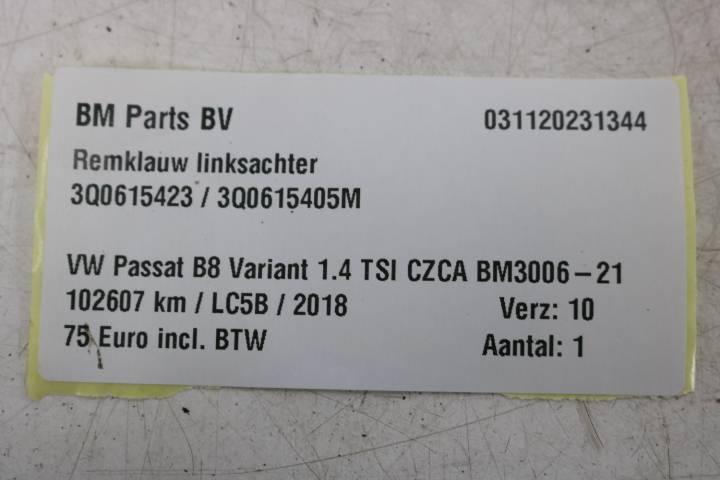 BM Parts BV 031120231344
Remklauw linksachter
3Q0615423 / 3Q0615405M
VW Passat B8 Variant 1.4 TSI CZCA BM3006-21
102607 km / LC5B / 2018 Verz: 10
75 Euro incl. BTW Aantal: 1